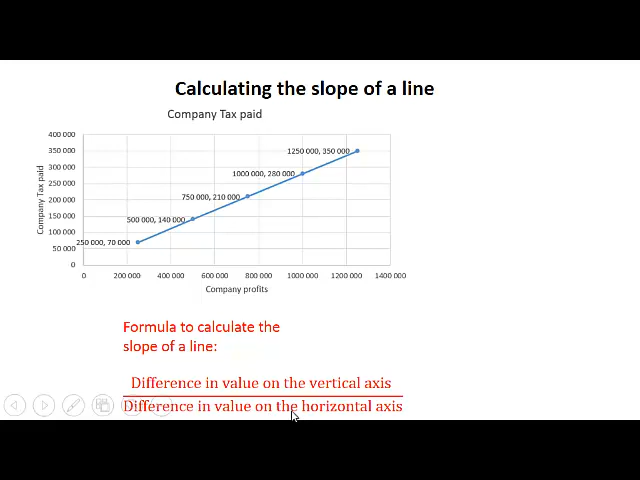 Calculating the slope of a line
Company Tax paid
400 000
350 000
300 000
250 000
200 000
150 000
100 000
50 000
0
Company Tax paid
1250 000, 350 000
1000 000, 280 000
750 000, 210 000
500 000, 140 000
250 000, 70 000
0 200 000 400 000 600 000 800 000 1000 000 1200 000 1400 000
Company profits
Formula to calculate the
slope of a line:
Difference in value on the vertical axis
Difference in value on the horizontal axis